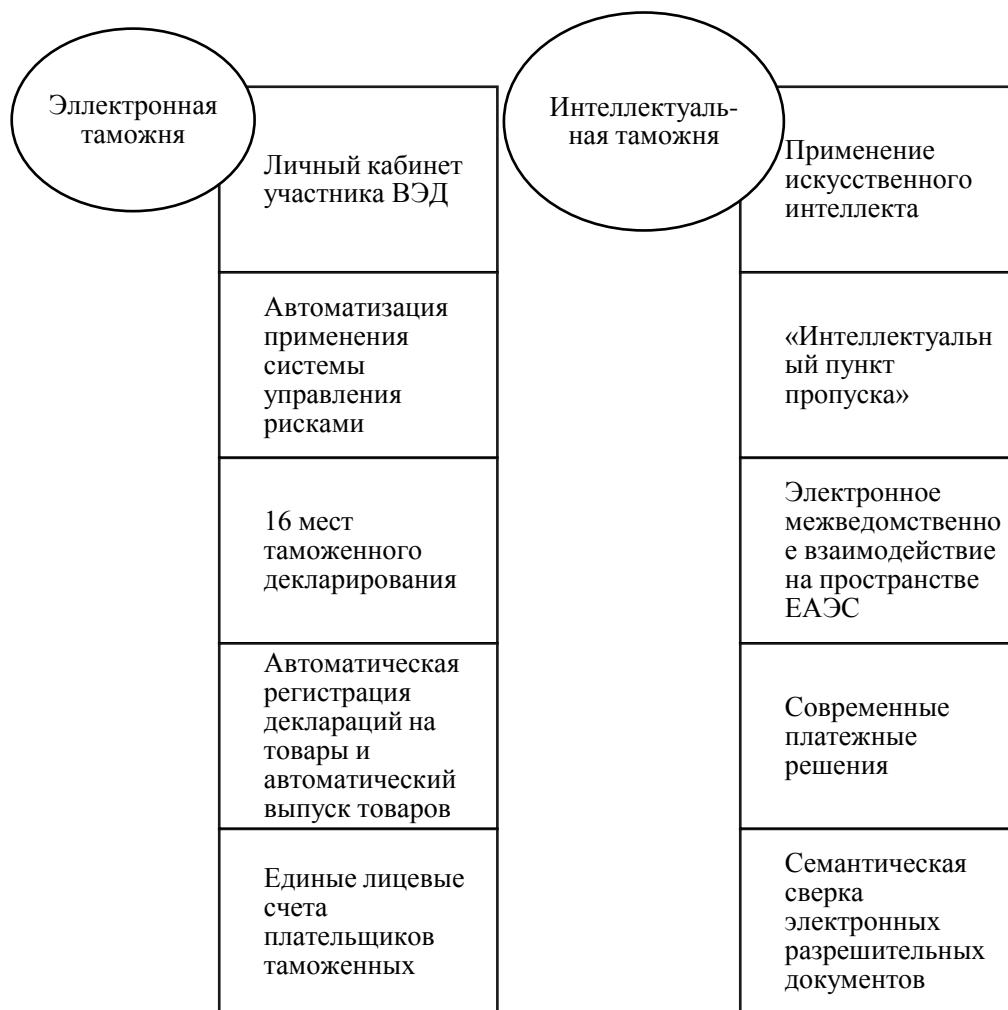 Эллектронная
таможня
Личный кабинет
участника ВЭД
Автоматизация
применения
системы
управления
рисками
16 мест
таможенного
декларирования
Автоматическая
регистрация
деклараций на
товары и
автоматический
выпуск товаров
Единые лицевые
счета
плательщиков
таможенных
Интеллектуаль-
ная таможня
Применение
искусственного
интеллекта
«Интеллектуальн
ый пункт
пропуска»
Электронное
межведомственно
е взаимодействие
на пространстве
ЕАЭС
Современные
платежные
решения
Семантическая
сверка
электронных
разрешительных
документов